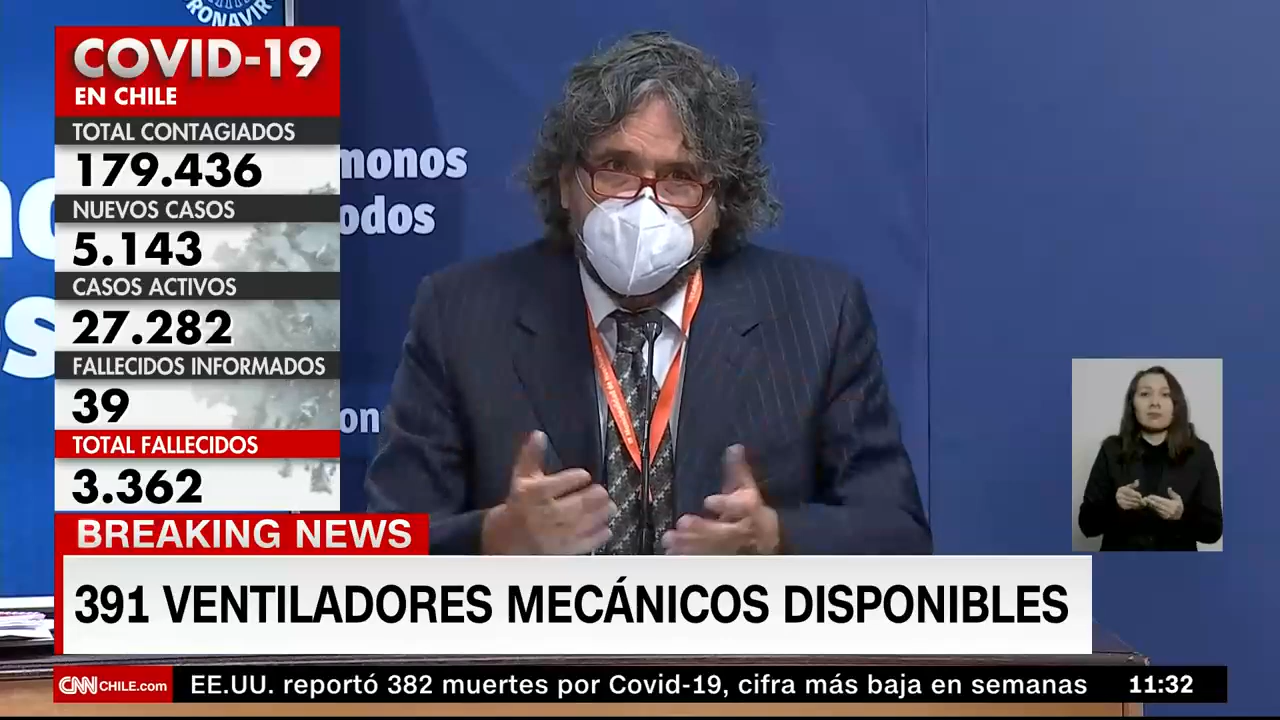 COVID-19
EN CHILE
TOTAL CONTAGIADOS
179.436
NUEVOS CASOS
5.143
CASOS ACTIVOS
27.282
FALLECIDOS INFORMADOS
39
TOTAL FALLECIDOS
3.362
monos
odos
on
BREAKING NEWS
391 VENTILADORES MECÁNICOS DISPONIBLES
CNNCHILE.com EE.UU. reportó 382 muertes por Covid-19, cifra más baja en semanas 11:32